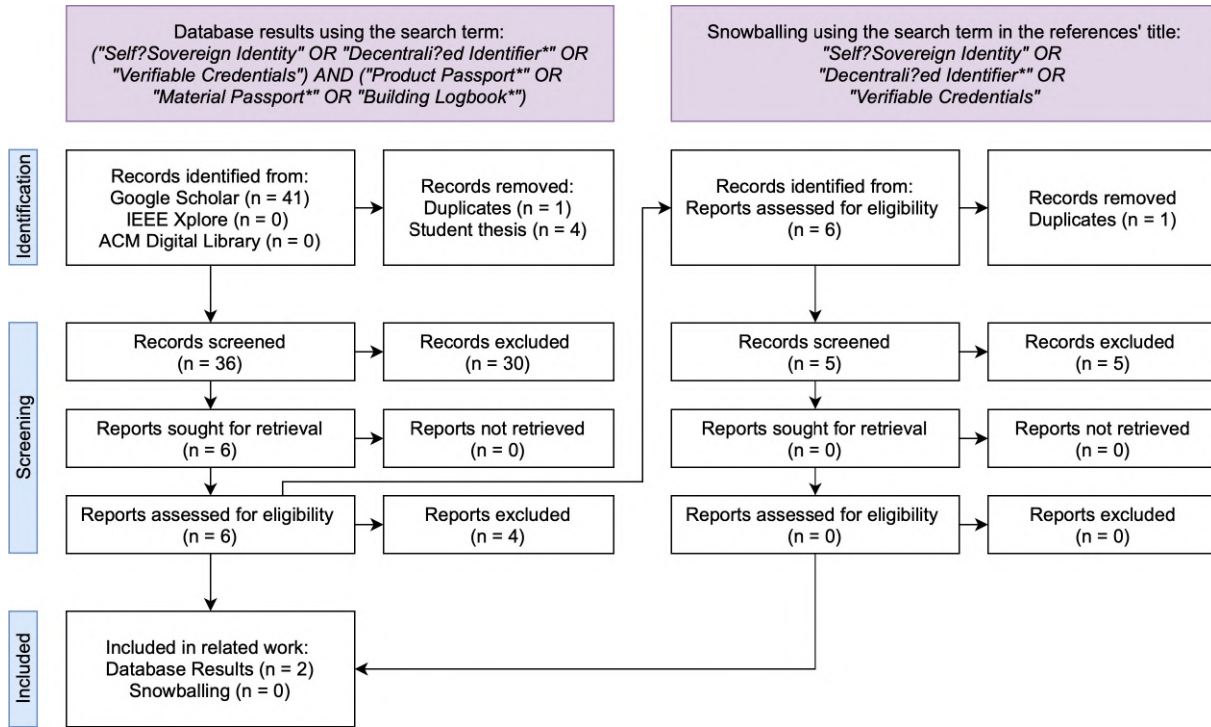 Database results using the search term:
("Self?Sovereign Identity" OR "Decentrali?ed Identifier*" OR
"Verifiable Credentials") AND ("Product Passport*" OR
"Material Passport*" OR "Building Logbook*")
Snowballing using the search term in the references' title:
"Self?Sovereign Identity" OR
"Decentrali?ed Identifier*" OR
"Verifiable Credentials"
Identification
Records identified from:
Google Scholar (n = 41)
IEEE Xplore (n = 0)
ACM Digital Library (n = 0)
Records removed:
Duplicates (n = 1)
Student thesis (n = 4)
Records identified from:
Reports assessed for eligibility
(n = 6)
Records removed
Duplicates (n = 1)
Screening
Records screened
(n = 36)
Records excluded
(n = 30)
Records screened
(n = 5)
Records excluded
(n = 5)
Reports sought for retrieval
(n = 6)
Reports not retrieved
(n = 0)
Reports sought for retrieval
(n = 0)
Reports not retrieved
(n = 0)
Reports assessed for eligibility
(n = 6)
Reports excluded
(n = 4)
Reports assessed for eligibility
(n = 0)
Reports excluded
(n = 0)
Included
Included in related work:
Database Results (n = 2)
Snowballing (n = 0)